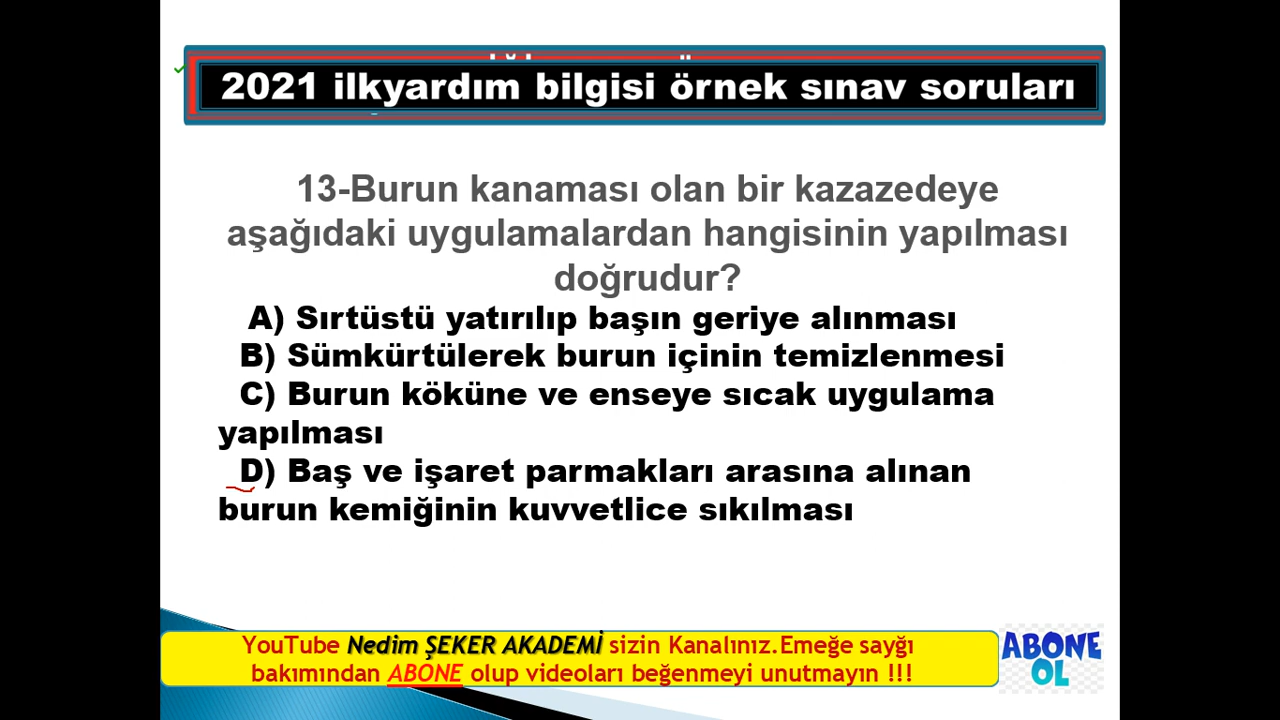 2021 ilkyardım bilgisi örnek sınav soruları
13-Burun kanaması olan bir kazazedeye
aşağıdaki uygulamalardan hangisinin yapılması
doğrudur?
A) Sırtüstü yatırılıp başın geriye alınması
B) Sümkürtülerek burun içinin temizlenmesi
C) Burun köküne ve enseye sıcak uygulama
yapılması
D) Baş ve işaret parmakları arasına alınan
burun kemiğinin kuvvetlice sıkılması
YouTube Nedim ŞEKER AKADEMİ sizin Kanalınız.Emeğe saygı
bakımından ABONE olup videoları beğenmeyi unutmayın !!!
ABONE
OL